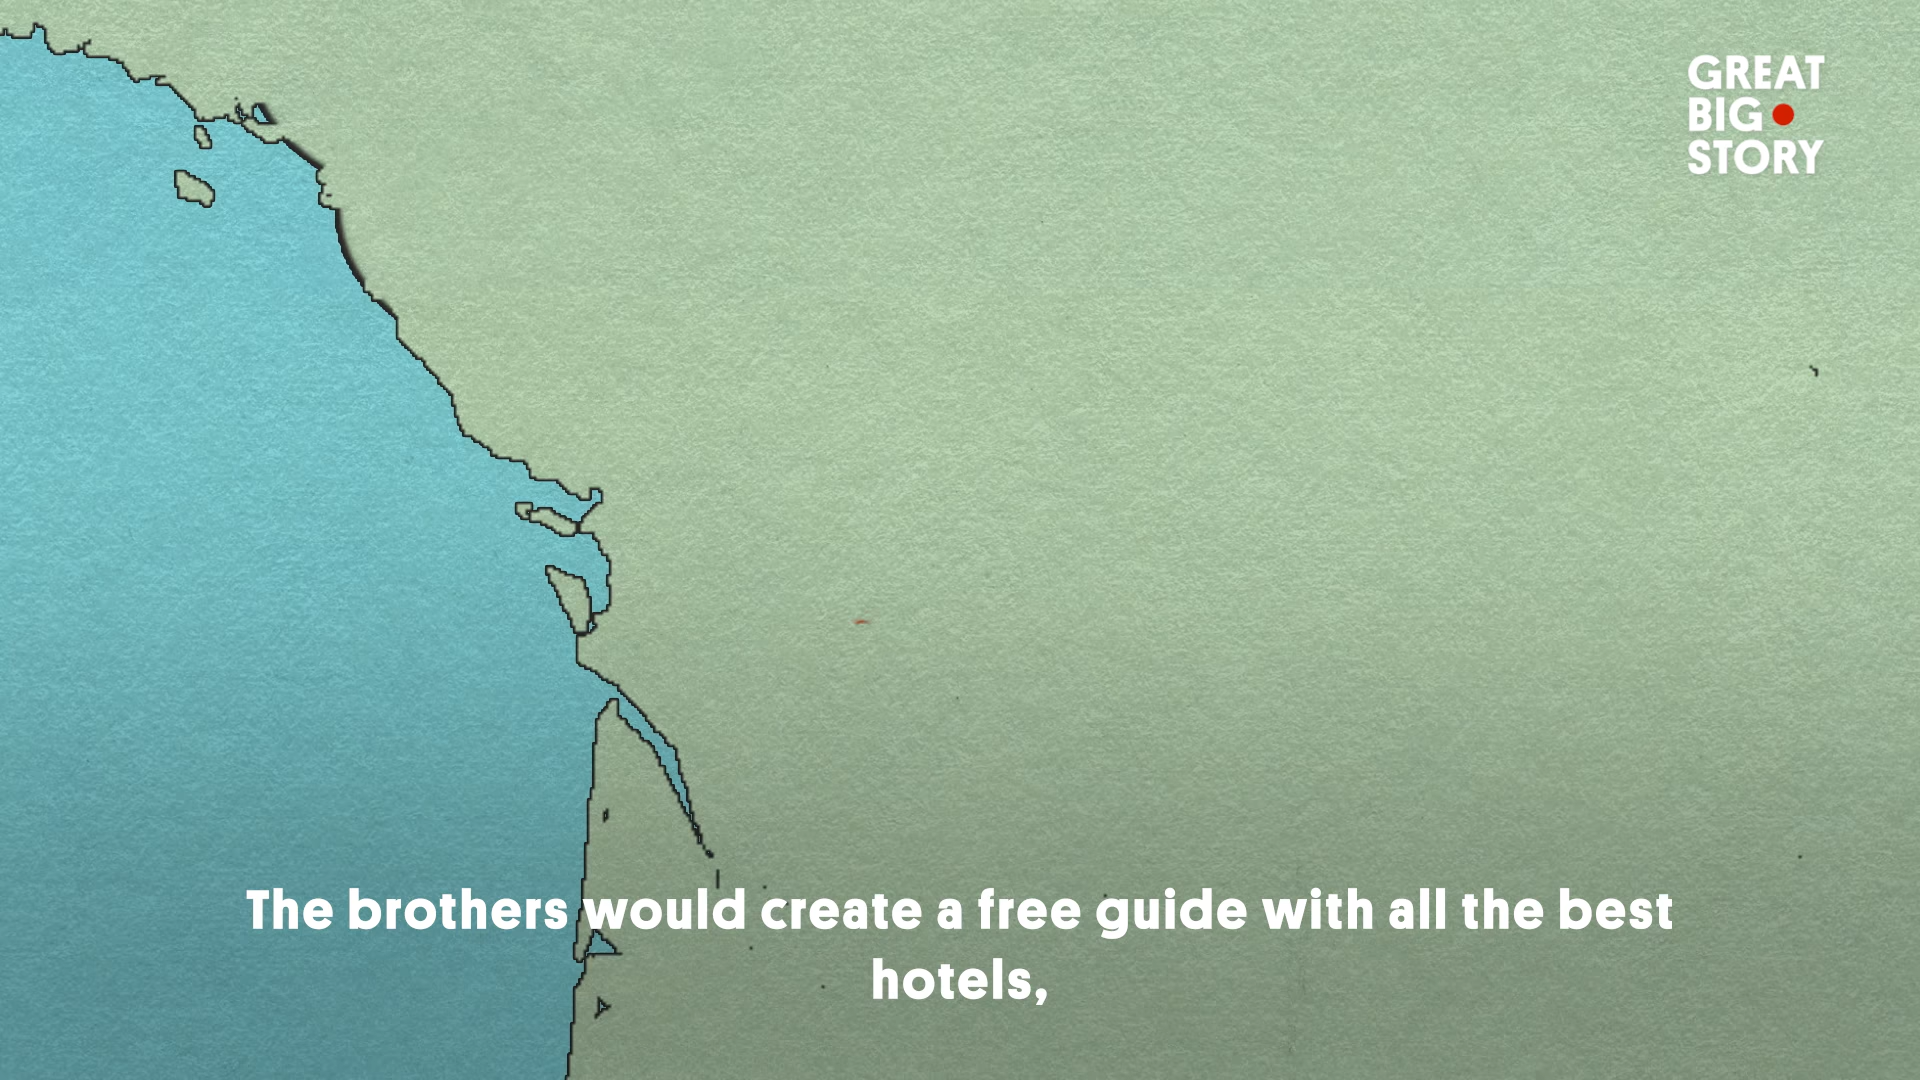 GREAT
BIG
STORY
The brothers would create a free guide with all the best
hotels,